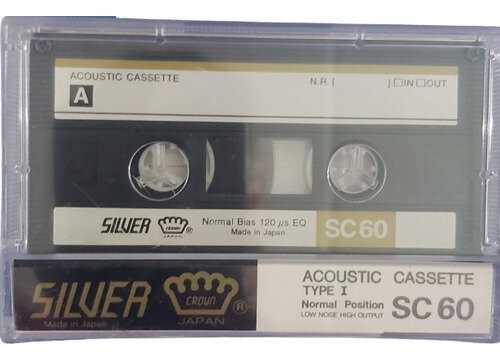 ACOUSTIC CASSETTE N.R. [ ] ☐IN ☐OUT
A
SILVER CROWN JAPAN ® Normal Bias 120 µs EQ SC60
Made in Japan
SILVER CROWN ® ACOUSTIC CASSETTE
TYPE I
Normal Position SC 60
Made in Japan JAPAN LOW NOISE HIGH OUTPUT